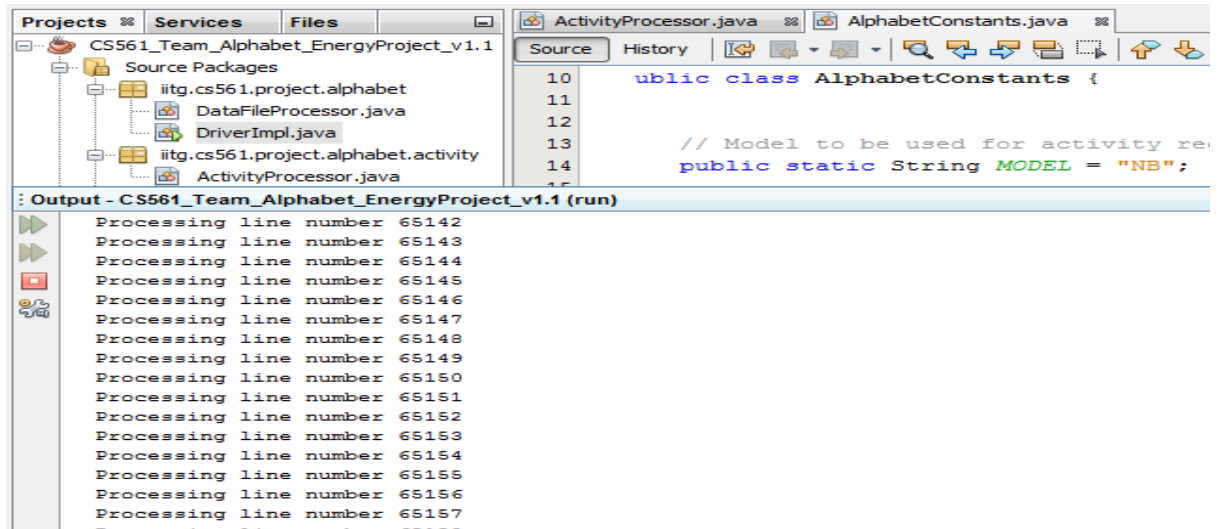 Projects Services Files
CS561_Team_Alphabet_EnergyProject_v1.1
Source Packages
iitg.cs561.project.alphabet
DataFileProcessor.java
DriverImpl.java
iitg.cs561.project.alphabet.activity
ActivityProcessor.java
ActivityProcessor.java AlphabetConstants.java
Source History
10 ublic class AlphabetConstants {
11
12
13 // Model to be used for activity
14 public static String MODEL = "NB";
Output - CS561_Team_Alphabet_EnergyProject_v1.1 (run)
Processing line number 65142
Processing line number 65143
Processing line number 65144
Processing line number 65145
Processing line number 65146
Processing line number 65147
Processing line number 65148
Processing line number 65149
Processing line number 65150
Processing line number 65151
Processing line number 65152
Processing line number 65153
Processing line number 65154
Processing line number 65155
Processing line number 65156
Processing line number 65157